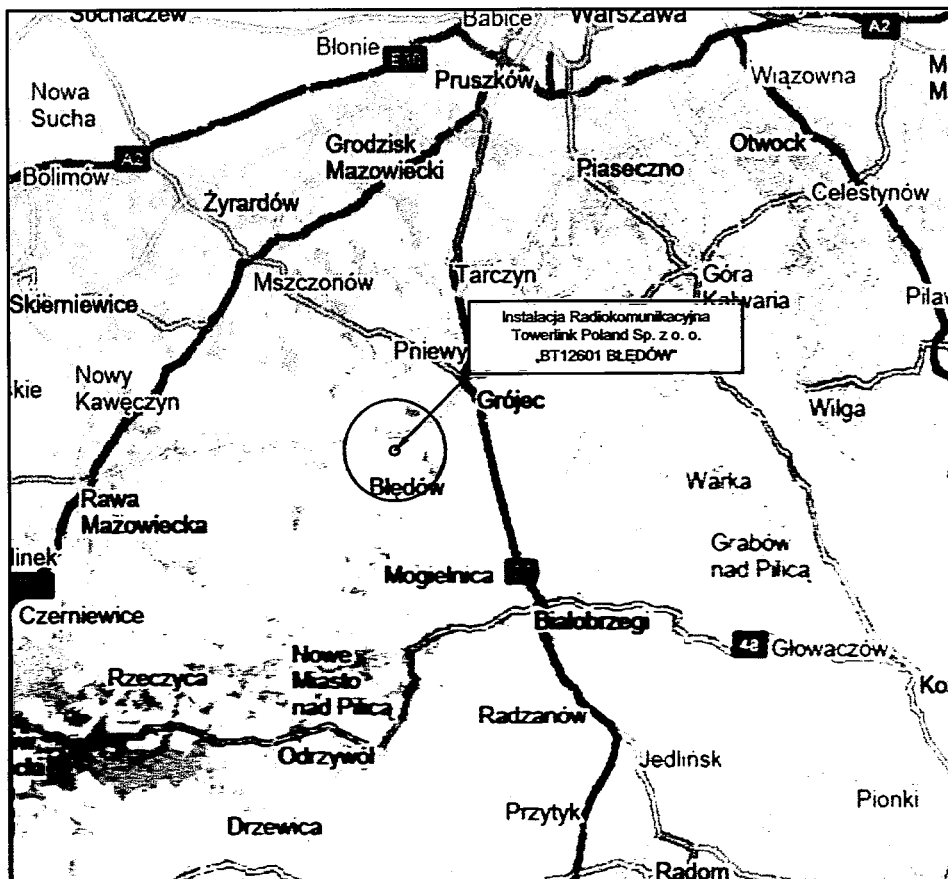 Sochaczew
Babice
Warszawa
Błonie
A2
Pruszków
Wiązowna
Nowa
Sucha
Grodzisk
Mazowiecki
Otwock
A2
Bolimów
Piaseczno
Celestynów
Żyrardów
Mszczonów
Tarczyn
Góra
Kalwaria
Skierniewice
Instalacja Radiokomunikacyjna
Towerlink Poland Sp. z o. o.
„BT12601 BŁĘDÓW"
Pniewy
Nowy
Kawęczyn
Grójec
Wilga
Błędów
Warka
Rawa
Mazowiecka
Grabów
nad Pilicą
Mogielnica
Czerniewice
Białobrzegi
48
Głowaczów
Nowe
Miasto
nad Pilicą
Rzeczyca
Radzanów
Odrzywół
Jedlińsk
Pionki
Przytyk
Drzewica
Radom